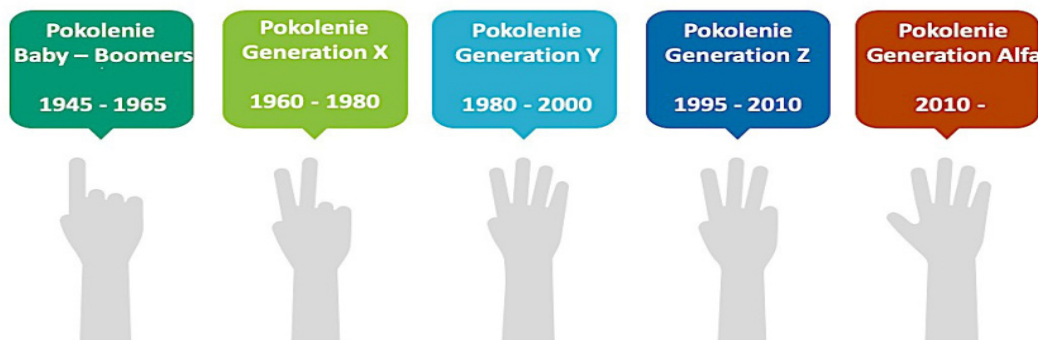 Pokolenie
Baby – Boomers
1945 - 1965
Pokolenie
Generation X
1960 - 1980
Pokolenie
Generation Y
1980 - 2000
Pokolenie
Generation Z
1995 - 2010
Pokolenie
Generation Alfa
2010 -